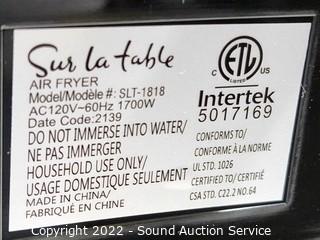 Sur la table
AIR FRYER
Model/Modèle #: SLT-1818
AC120V~60Hz 1700W
Date Code:2139
DO NOT IMMERSE INTO WATER/
NE PAS IMMERGER
HOUSEHOLD USE ONLY/
USAGE DOMESTIQUE SEULEMENT
MADE IN CHINA/
FABRIQUÉ EN CHINE
ETL
C US
LISTED
Intertek
5017169
CONFORMS TO/
CONFORME À LA NORME
UL STD. 1026
CERTIFIED TO/CERTIFIÉ
CSA STD. C22.2 NO.64
Copyright 2022 - Sound Auction Service